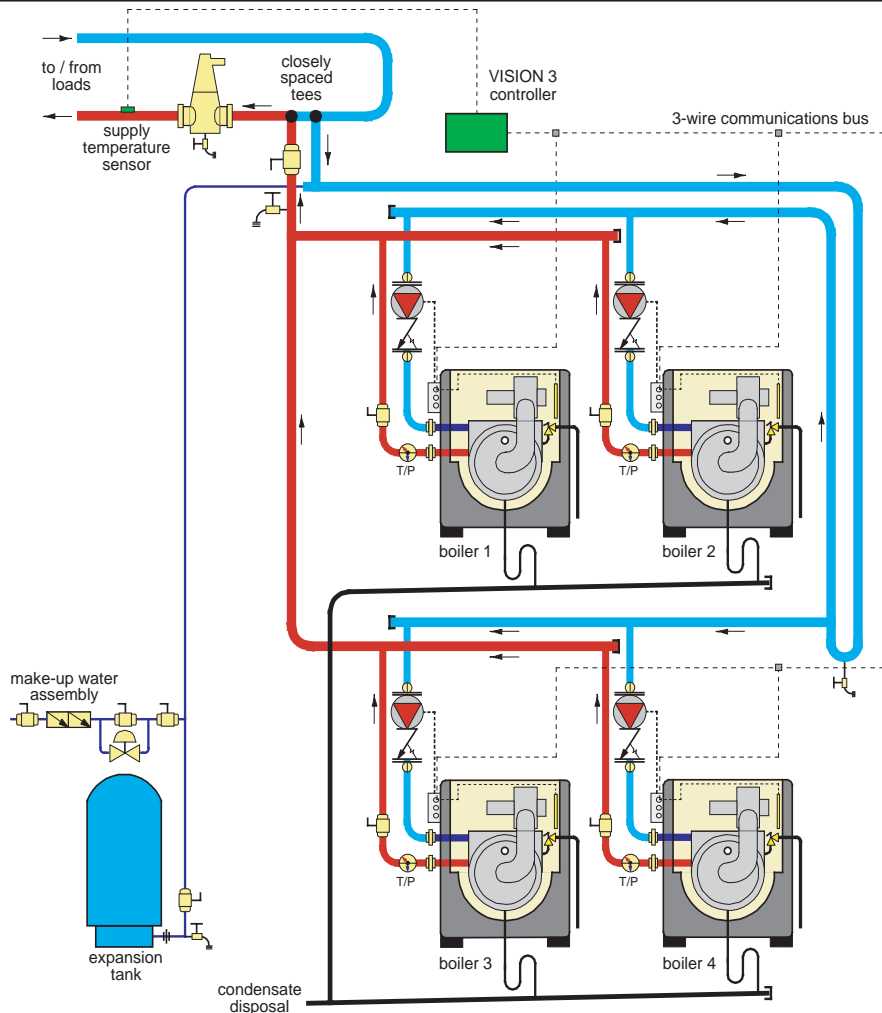 to / from
loads
closely
spaced
tees
VISION 3
controller
3-wire communications bus
supply
temperature
sensor
T/P
T/P
boiler 1
boiler 2
make-up water
assembly
T/P
T/P
expansion
tank
boiler 3
boiler 4
condensate
disposal